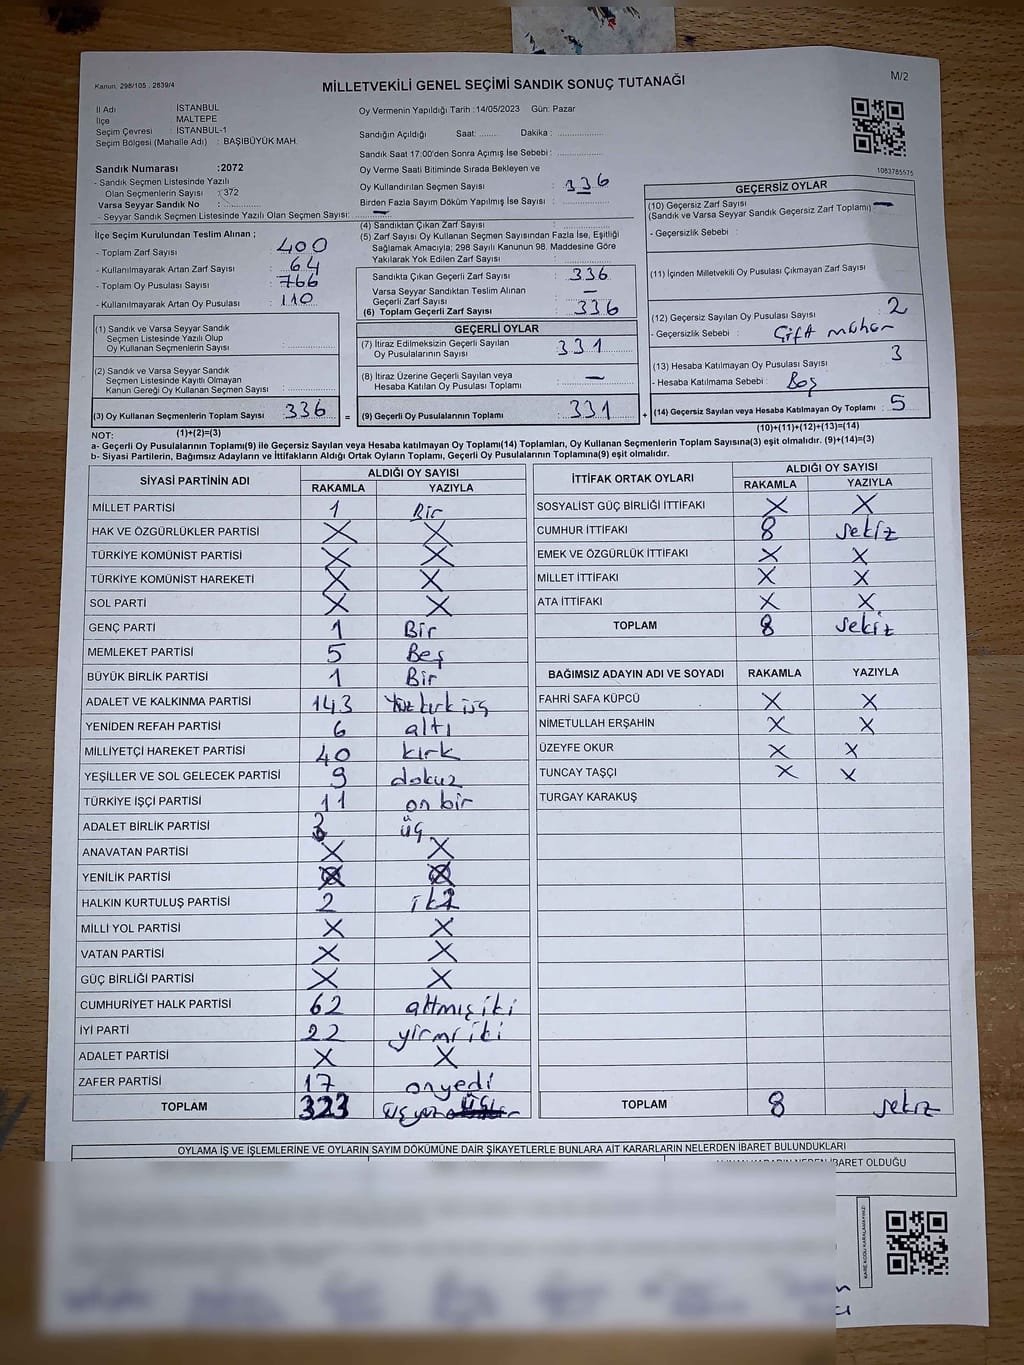 M/2
Kanun: 298/105 2839/4
MİLLETVEKİLİ GENEL SEÇİMİ SANDIK SONUÇ TUTANAĞI
İl Adı : İSTANBUL
İlçe MALTEPE
Seçim Çevresi : İSTANBUL-1
Seçim Bölgesi (Mahalle Adı) : BAŞIBÜYÜK MAH.
Sandık Numarası :2072
- Sandık Seçmen Listesinde Yazılı
Olan Seçmenlerin Sayısı : 372
Varsa Seyyar Sandık No :
- Seyyar Sandık Seçmen Listesinde Yazılı Olan Seçmen Sayısı: —
Oy Vermenin Yapıldığı Tarih : 14/05/2023 Gün: Pazar
Sandığın Açıldığı Saat: Dakika :
Sandık Saat 17:00'den Sonra Açımış İse Sebebi :
Oy Verme Saati Bitiminde Sırada Bekleyen ve
Oy Kullandırılan Seçmen Sayısı : 336
Birden Fazla Sayım Döküm Yapılmış İse Sayısı :
1083785575
İlçe Seçim Kurulundan Teslim Alınan ;
- Toplam Zarf Sayısı : 400
- Kullanılmayarak Artan Zarf Sayısı : 64
- Toplam Oy Pusulası Sayısı : 766
- Kullanılmayarak Artan Oy Pusulası : 110
(4) Sandıktan Çıkan Zarf Sayısı :
(5) Zarf Sayısı Oy Kullanan Seçmen Sayısından Fazla İse, Eşitliği
Sağlamak Amacıyla; 298 Sayılı Kanunun 98. Maddesine Göre
Yakılarak Yok Edilen Zarf Sayısı :
Sandıkta Çıkan Geçerli Zarf Sayısı : 336
Varsa Seyyar Sandıktan Teslim Alınan
Geçerli Zarf Sayısı : —
(6) Toplam Geçerli Zarf Sayısı : 336
GEÇERSİZ OYLAR
(10) Geçersiz Zarf Sayısı
(Sandık ve Varsa Seyyar Sandık Geçersiz Zarf Toplamı) —
- Geçersizlik Sebebi :
(11) İçinden Milletvekili Oy Pusulası Çıkmayan Zarf Sayısı
(12) Geçersiz Sayılan Oy Pusulası Sayısı : 2
- Geçersizlik Sebebi : Çift mühür
(13) Hesaba Katılmayan Oy Pusulası Sayısı 3
- Hesaba Katılmama Sebebi : Boş
(14) Geçersiz Sayılan veya Hesaba Katılmayan Oy Toplamı : 5
(10)+(11)+(12)+(13)=(14)
(1) Sandık ve Varsa Seyyar Sandık
Seçmen Listesinde Yazılı Olup
Oy Kullanan Seçmenlerin Sayısı :
(2) Sandık ve Varsa Seyyar Sandık
Seçmen Listesinde Kayıtlı Olmayan
Kanun Gereği Oy Kullanan Seçmen Sayısı :
(3) Oy Kullanan Seçmenlerin Toplam Sayısı : 336 =
(1)+(2)=(3)
GEÇERLİ OYLAR
(7) İtiraz Edilmeksizin Geçerli Sayılan
Oy Pusulalarının Sayısı : 331
(8) İtiraz Üzerine Geçerli Sayılan veya
Hesaba Katılan Oy Pusulası Toplamı : —
(9) Geçerli Oy Pusulalarının Toplamı : 331 +
NOT:
a- Geçerli Oy Pusulalarının Toplamı(9) ile Geçersiz Sayılan veya Hesaba katılmayan Oy Toplamı(14) Toplamları, Oy Kullanan Seçmenlerin Toplam Sayısına(3) eşit olmalıdır. (9)+(14)=(3)
b- Siyasi Partilerin, Bağımsız Adayların ve İttifakların Aldığı Ortak Oyların Toplamı, Geçerli Oy Pusulalarının Toplamına(9) eşit olmalıdır.
SİYASİ PARTİNİN ADI ALDIĞI OY SAYISI
RAKAMLA YAZIYLA
MİLLET PARTİSİ 1 Bir
HAK VE ÖZGÜRLÜKLER PARTİSİ X X
TÜRKİYE KOMÜNİST PARTİSİ X X
TÜRKİYE KOMÜNİST HAREKETİ X X
SOL PARTİ X X
GENÇ PARTİ 1 Bir
MEMLEKET PARTİSİ 5 Beş
BÜYÜK BİRLİK PARTİSİ 1 Bir
ADALET VE KALKINMA PARTİSİ 143 Yüz kırk üç
YENİDEN REFAH PARTİSİ 6 altı
MİLLİYETÇİ HAREKET PARTİSİ 40 kırk
YEŞİLLER VE SOL GELECEK PARTİSİ 9 dokuz
TÜRKİYE İŞÇİ PARTİSİ 11 on bir
ADALET BİRLİK PARTİSİ 3 üç
ANAVATAN PARTİSİ X X
YENİLİK PARTİSİ X X
HALKIN KURTULUŞ PARTİSİ 2 iki
MİLLİ YOL PARTİSİ X X
VATAN PARTİSİ X X
GÜÇ BİRLİĞİ PARTİSİ X X
CUMHURİYET HALK PARTİSİ 62 altmış iki
İYİ PARTİ 22 yirmi iki
ADALET PARTİSİ X X
ZAFER PARTİSİ 17 onyedi
TOPLAM 323 üçyüz
İTTİFAK ORTAK OYLARI ALDIĞI OY SAYISI
RAKAMLA YAZIYLA
SOSYALİST GÜÇ BİRLİĞİ İTTİFAKI X X
CUMHUR İTTİFAKI 8 sekiz
EMEK VE ÖZGÜRLÜK İTTİFAKI X X
MİLLET İTTİFAKI X X
ATA İTTİFAKI X X
TOPLAM 8 sekiz
BAĞIMSIZ ADAYIN ADI VE SOYADI RAKAMLA YAZIYLA
FAHRİ SAFA KÜPCÜ X X
NİMETULLAH ERŞAHİN X X
ÜZEYFE OKUR X X
TUNCAY TAŞÇI X X
TURGAY KARAKUŞ
TOPLAM 8 sekiz
OYLAMA İŞ VE İŞLEMLERİNE VE OYLARIN SAYIM DÖKÜMÜNE DAİR ŞİKAYETLERLE BUNLARA AİT KARARLARIN NELERDEN İBARET BULUNDUKLARI
İBARET OLDUĞU
KARE KODU KARALAMAYINIZ!